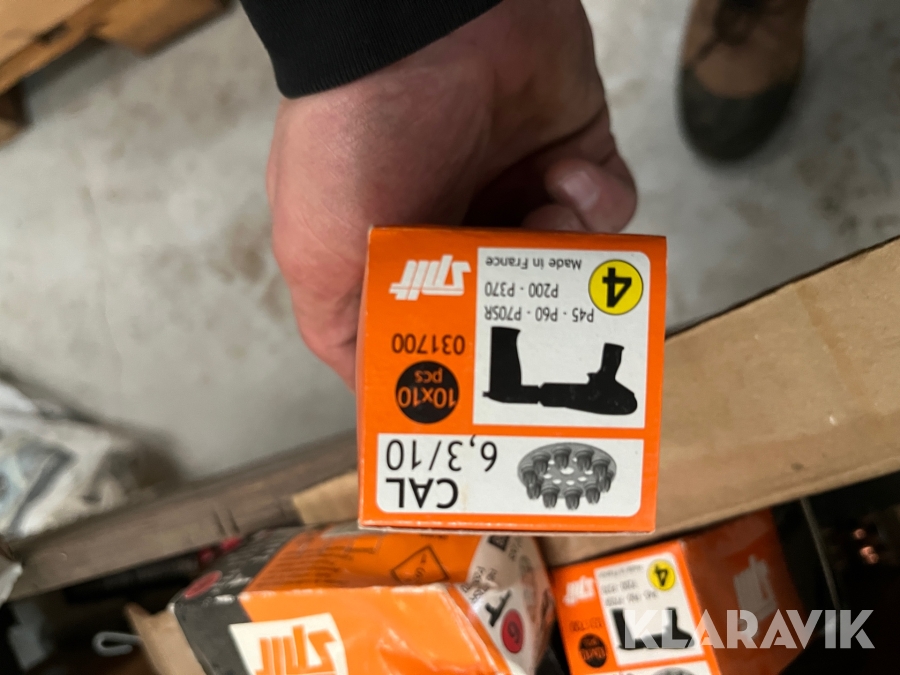 CAL
6,3/10
10x10
pcs
031700
spit
P45 - P60 - P70SR
P200 - P370
Made in France
4
spit
4
KLARAVIK